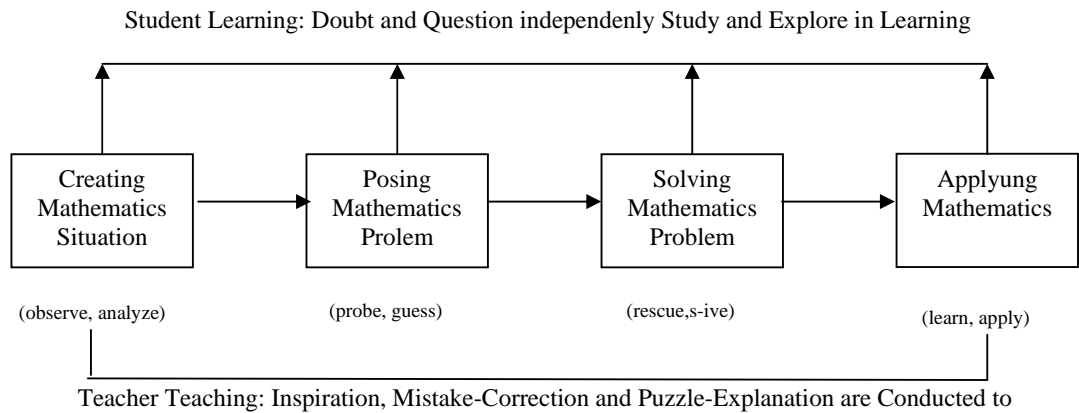 Student Learning: Doubt and Question independenly Study and Explore in Learning
Creating
Mathematics
Situation
Posing
Mathematics
Prolem
Solving
Mathematics
Problem
Applyung
Mathematics
(observe, analyze)
(probe, guess)
(rescue,s-ive)
(learn, apply)
Teacher Teaching: Inspiration, Mistake-Correction and Puzzle-Explanation are Conducted to